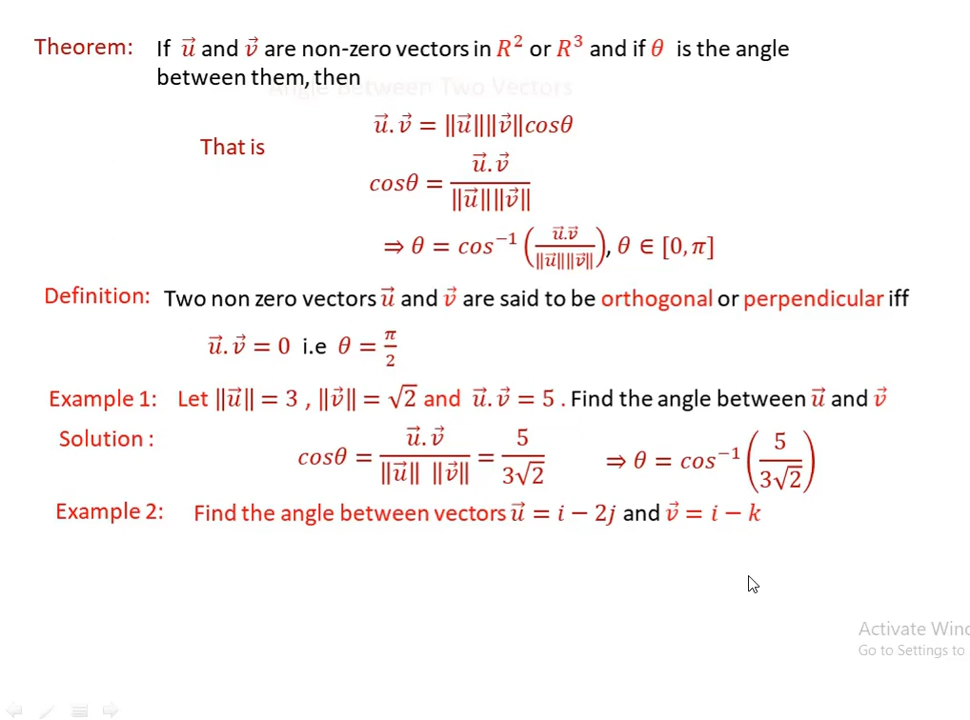 Theorem: If u⃗ and v⃗ are non-zero vectors in R² or R³ and if θ is the angle
between them, then
Angle Between Two Vectors
u⃗. v⃗ = ‖u⃗‖‖v⃗‖cosθ
That is
cosθ = u⃗.v⃗ / ‖u⃗‖‖v⃗‖
⇒ θ = cos⁻¹ (u⃗.v⃗ / ‖u⃗‖‖v⃗‖), θ ∈ [0, π]
Definition: Two non zero vectors u⃗ and v⃗ are said to be orthogonal or perpendicular iff
u⃗. v⃗ = 0 i.e θ = π/2
Example 1: Let ‖u⃗‖ = 3 , ‖v⃗‖ = √2 and u⃗. v⃗ = 5 . Find the angle between u⃗ and v⃗
Solution :
cosθ = u⃗. v⃗ / ‖u⃗‖ ‖v⃗‖ = 5 / 3√2 ⇒ θ = cos⁻¹ (5 / 3√2)
Example 2: Find the angle between vectors u⃗ = i − 2j and v⃗ = i − k
Activate Wind
Go to Settings to